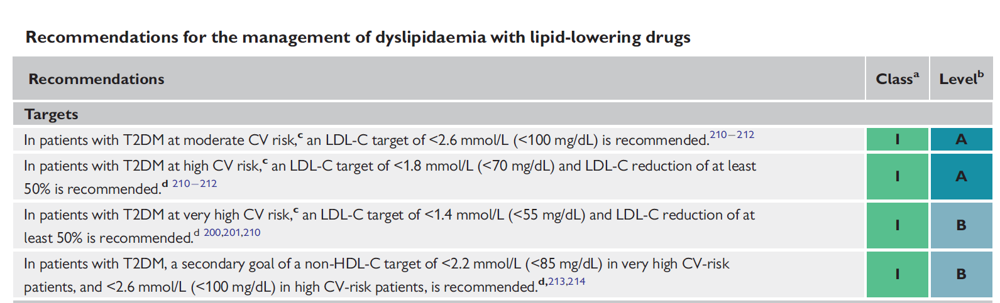 Recommendations for the management of dyslipidaemia with lipid-lowering drugs
Recommendations Classa Levelb
Targets
In patients with T2DM at moderate CV risk,c an LDL-C target of <2.6 mmol/L (<100 mg/dL) is recommended.210−212 I A
In patients with T2DM at high CV risk,c an LDL-C target of <1.8 mmol/L (<70 mg/dL) and LDL-C reduction of at least
50% is recommended.d 210−212 I A
In patients with T2DM at very high CV risk,c an LDL-C target of <1.4 mmol/L (<55 mg/dL) and LDL-C reduction of at
least 50% is recommended.d 200,201,210 I B
In patients with T2DM, a secondary goal of a non-HDL-C target of <2.2 mmol/L (<85 mg/dL) in very high CV-risk
patients, and <2.6 mmol/L (<100 mg/dL) in high CV-risk patients, is recommended.d,213,214 I B